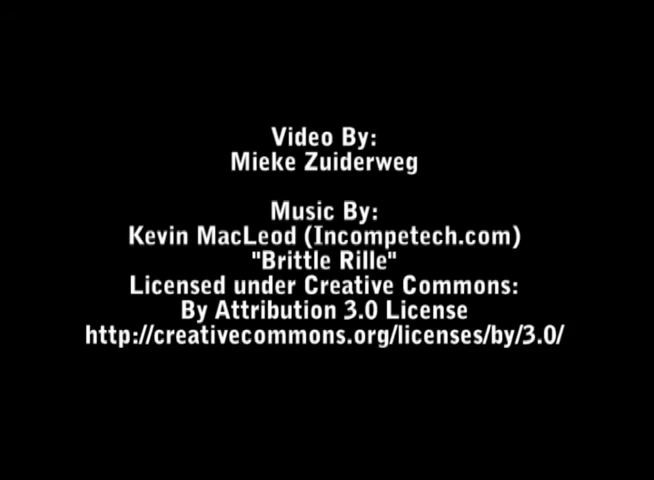 Video By:
Mieke Zuiderweg
Music By:
Kevin MacLeod (Incompetech.com)
"Brittle Rille"
Licensed under Creative Commons:
By Attribution 3.0 License
http://creativecommons.org/licenses/by/3.0/